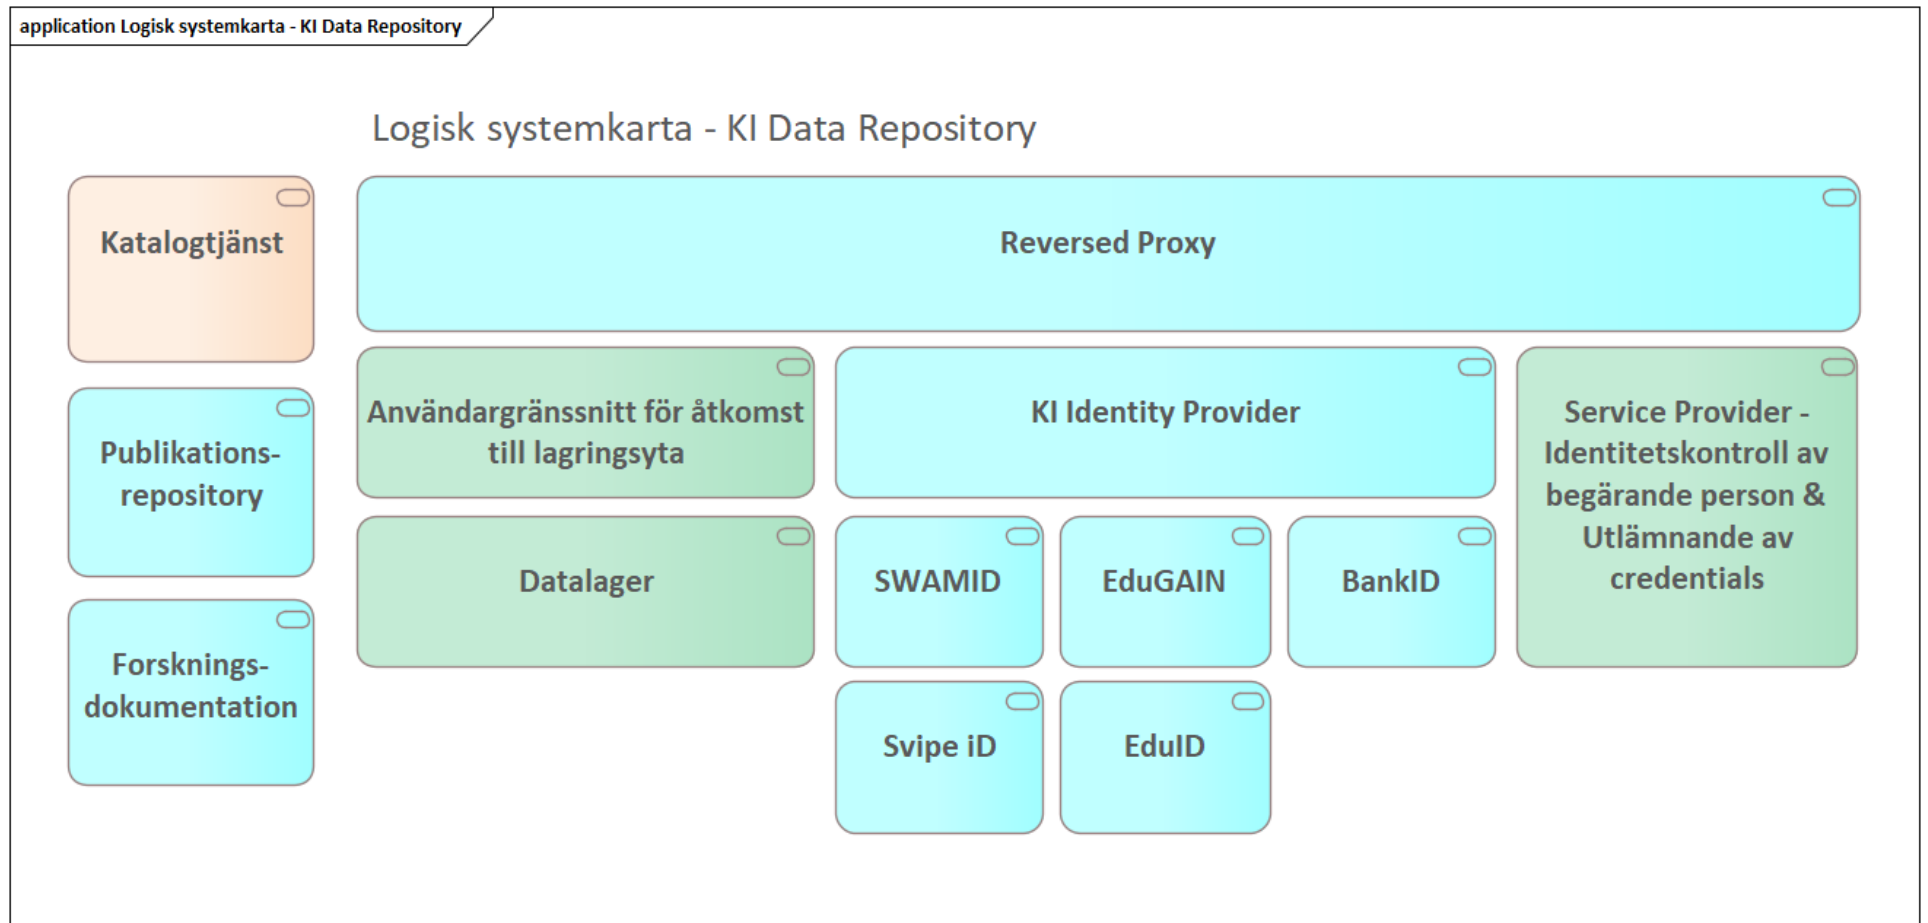 application Logisk systemkarta - KI Data Repository
Logisk systemkarta - KI Data Repository
Katalogtjänst
Reversed Proxy
Publikations-
repository
Forsknings-
dokumentation
Användargränssnitt för åtkomst
till lagringsyta
KI Identity Provider
Service Provider -
Identitetskontroll av
begärande person &
Utlämnande av
credentials
Datalager
SWAMID
EduGAIN
BankID
Svipe iD
EduID